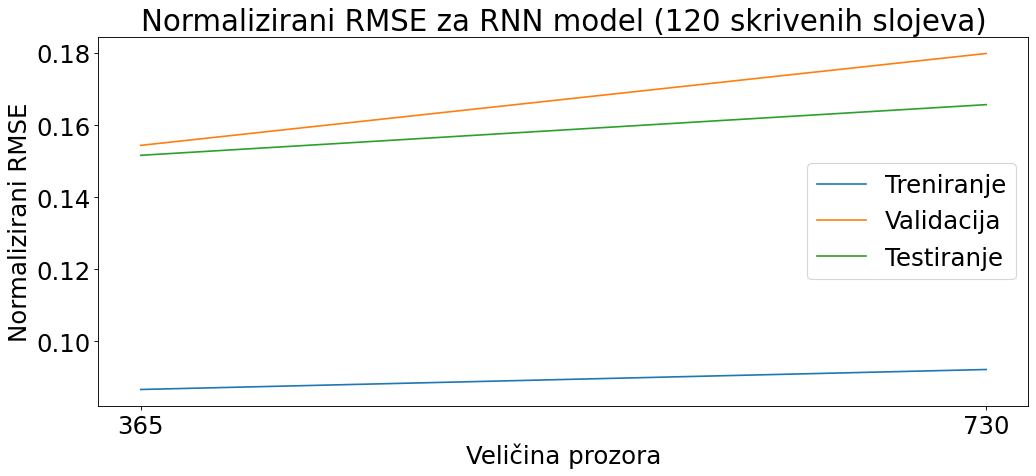 Normalizirani RMSE za RNN model (120 skrivenih slojeva)
Normalizirani RMSE
0.18
0.16
0.14
0.12
0.10
Treniranje
Validacija
Testiranje
365
730
Veličina prozora